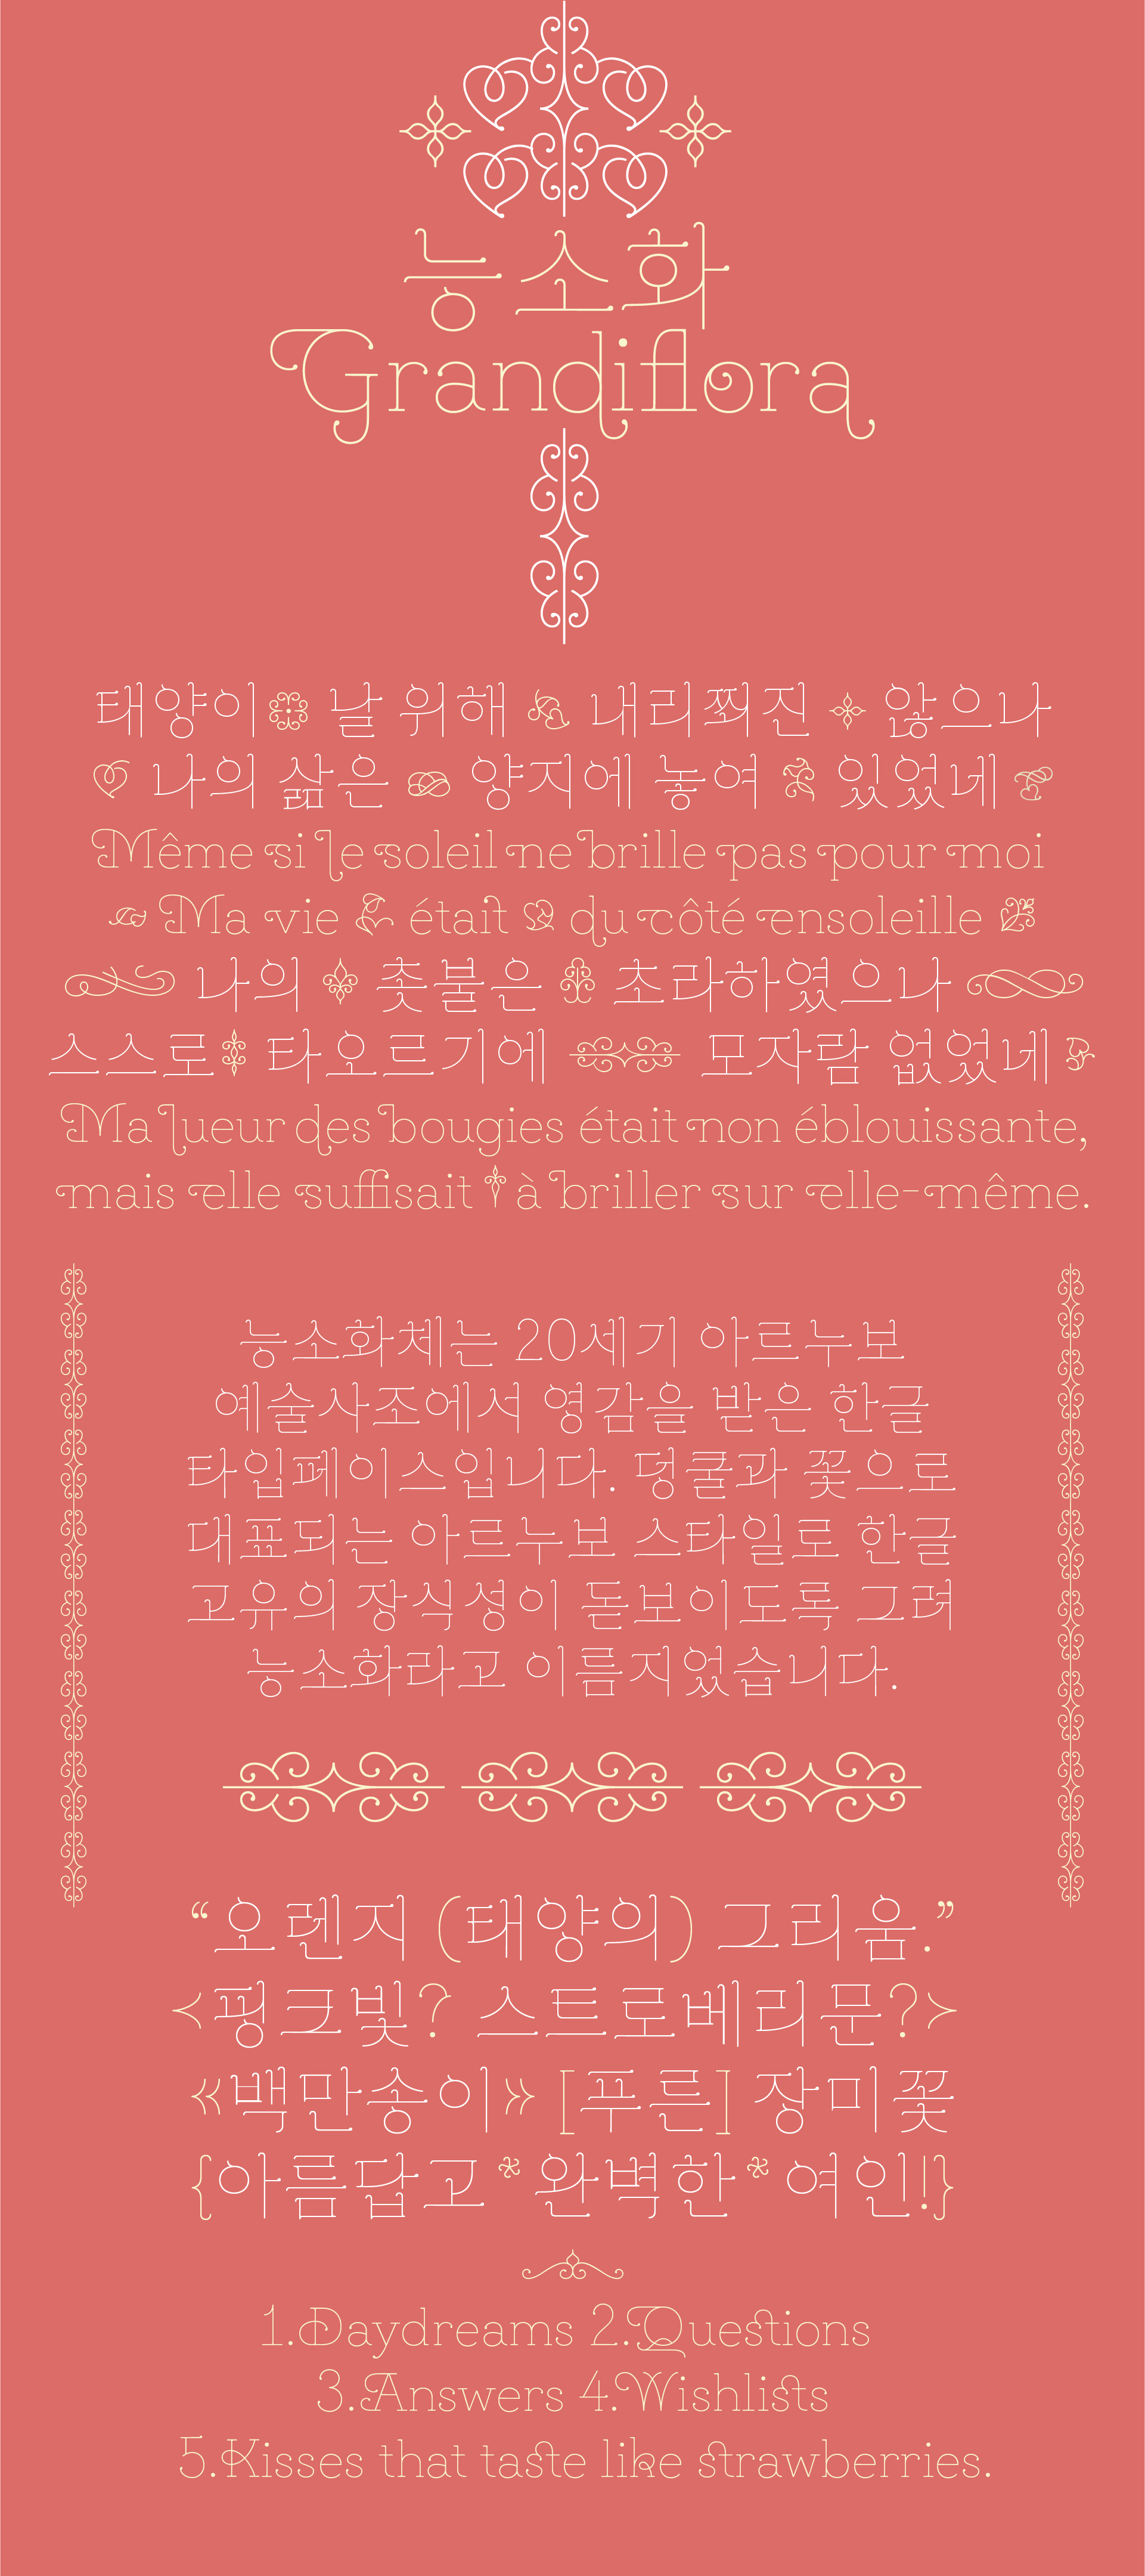 능소화
Grandiflora
태양이 날 위해 내리쬐진 않으나
나의 삶은 양지에 놓여 있었네
Même si le soleil ne brille pas pour moi
Ma vie était du côté ensoleille
나의 촛불은 초라하였으나
스스로 타오르기에 모자람 없었네
Ma lueur des bougies était non éblouissante,
mais elle suffisait à briller sur elle-même.
능소화체는 20세기 아르누보
예술사조에서 영감을 받은 한글
타입페이스입니다. 덩쿨과 꽃으로
대표되는 아르누보 스타일로 한글
고유의 장식성이 돋보이도록 그려
능소화라고 이름지었습니다.
“오렌지 (태양의) 그리움.”
<핑크빛? 스트로베리문?>
«백만송이» [푸른] 장미꽃
{아름답고*완벽한*여인!}
1.Daydreams 2.Questions
3.Answers 4.Wishlists
5.Kisses that taste like strawberries.